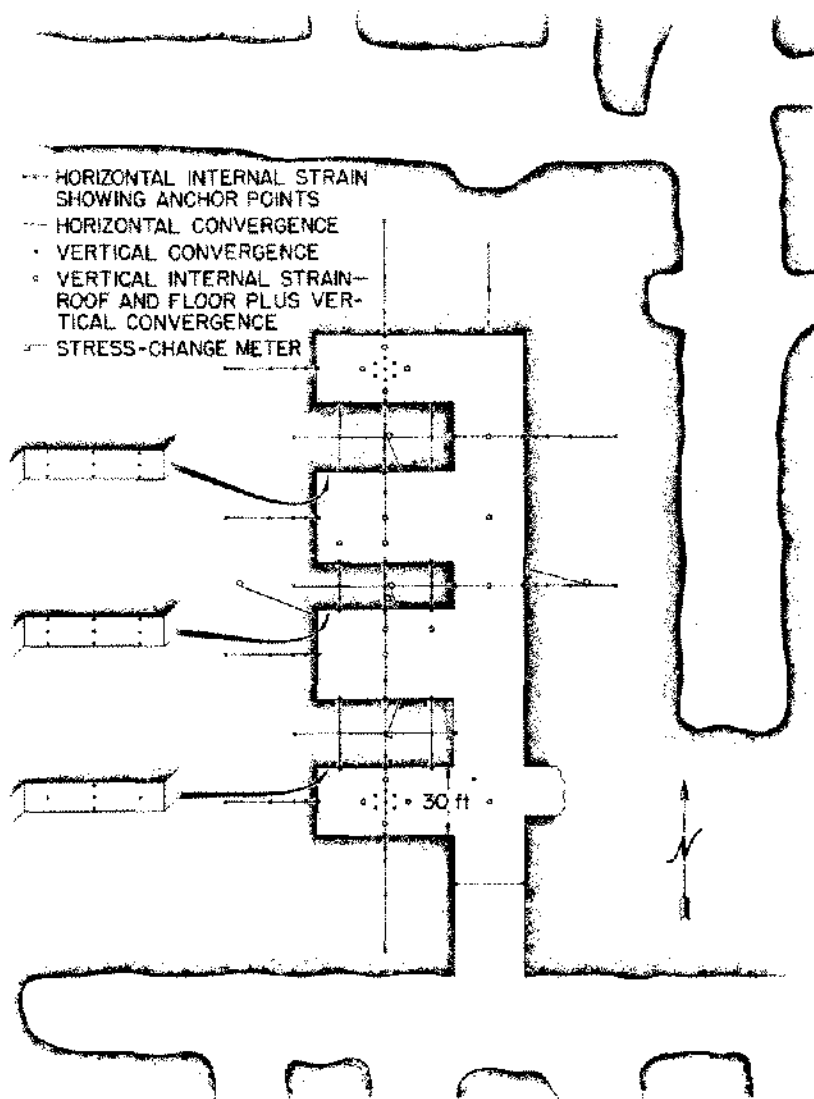 HORIZONTAL INTERNAL STRAIN
SHOWING ANCHOR POINTS
HORIZONTAL CONVERGENCE
VERTICAL CONVERGENCE
VERTICAL INTERNAL STRAIN—
ROOF AND FLOOR PLUS VER-
TICAL CONVERGENCE
STRESS-CHANGE METER
30 ft
N